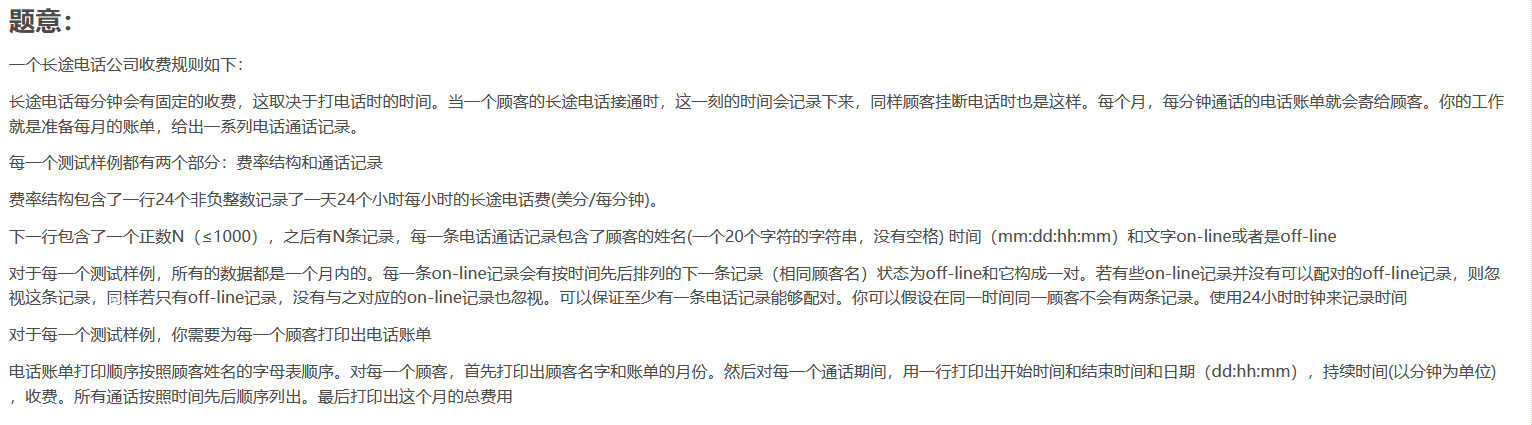 题意：
一个长途电话公司收费规则如下：
长途电话每分钟会有固定的收费，这取决于打电话时的时间。当一个顾客的长途电话接通时，这一刻的时间会记录下来，同样顾客挂断电话时也是这样。每个月，每分钟通话的电话账单就会寄给顾客。你的工作
就是准备每月的账单，给出一系列电话通话记录。
每一个测试样例都有两个部分：费率结构和通话记录
费率结构包含了一行24个非负整数记录了一天24个小时每小时的长途电话费(美分/每分钟)。
下一行包含了一个正数N（≤1000），之后有N条记录，每一条电话通话记录包含了顾客的姓名(一个20个字符的字符串，没有空格) 时间（mm:dd:hh:mm）和文字on-line或者是off-line
对于每一个测试样例，所有的数据都是一个月内的。每一条on-line记录会有按时间先后排列的下一条记录（相同顾客名）状态为off-line和它构成一对。若有些on-line记录并没有可以配对的off-line记录，则忽
视这条记录，同样若只有off-line记录，没有与之对应的on-line记录也忽视。可以保证至少有一条电话记录能够配对。你可以假设在同一时间同一顾客不会有两条记录。使用24小时时钟来记录时间
对于每一个测试样例，你需要为每一个顾客打印出电话账单
电话账单打印顺序按照顾客姓名的字母表顺序。对每一个顾客，首先打印出顾客名字和账单的月份。然后对每一个通话期间，用一行打印出开始时间和结束时间和日期（dd:hh:mm），持续时间(以分钟为单位)
，收费。所有通话按照时间先后顺序列出。最后打印出这个月的总费用